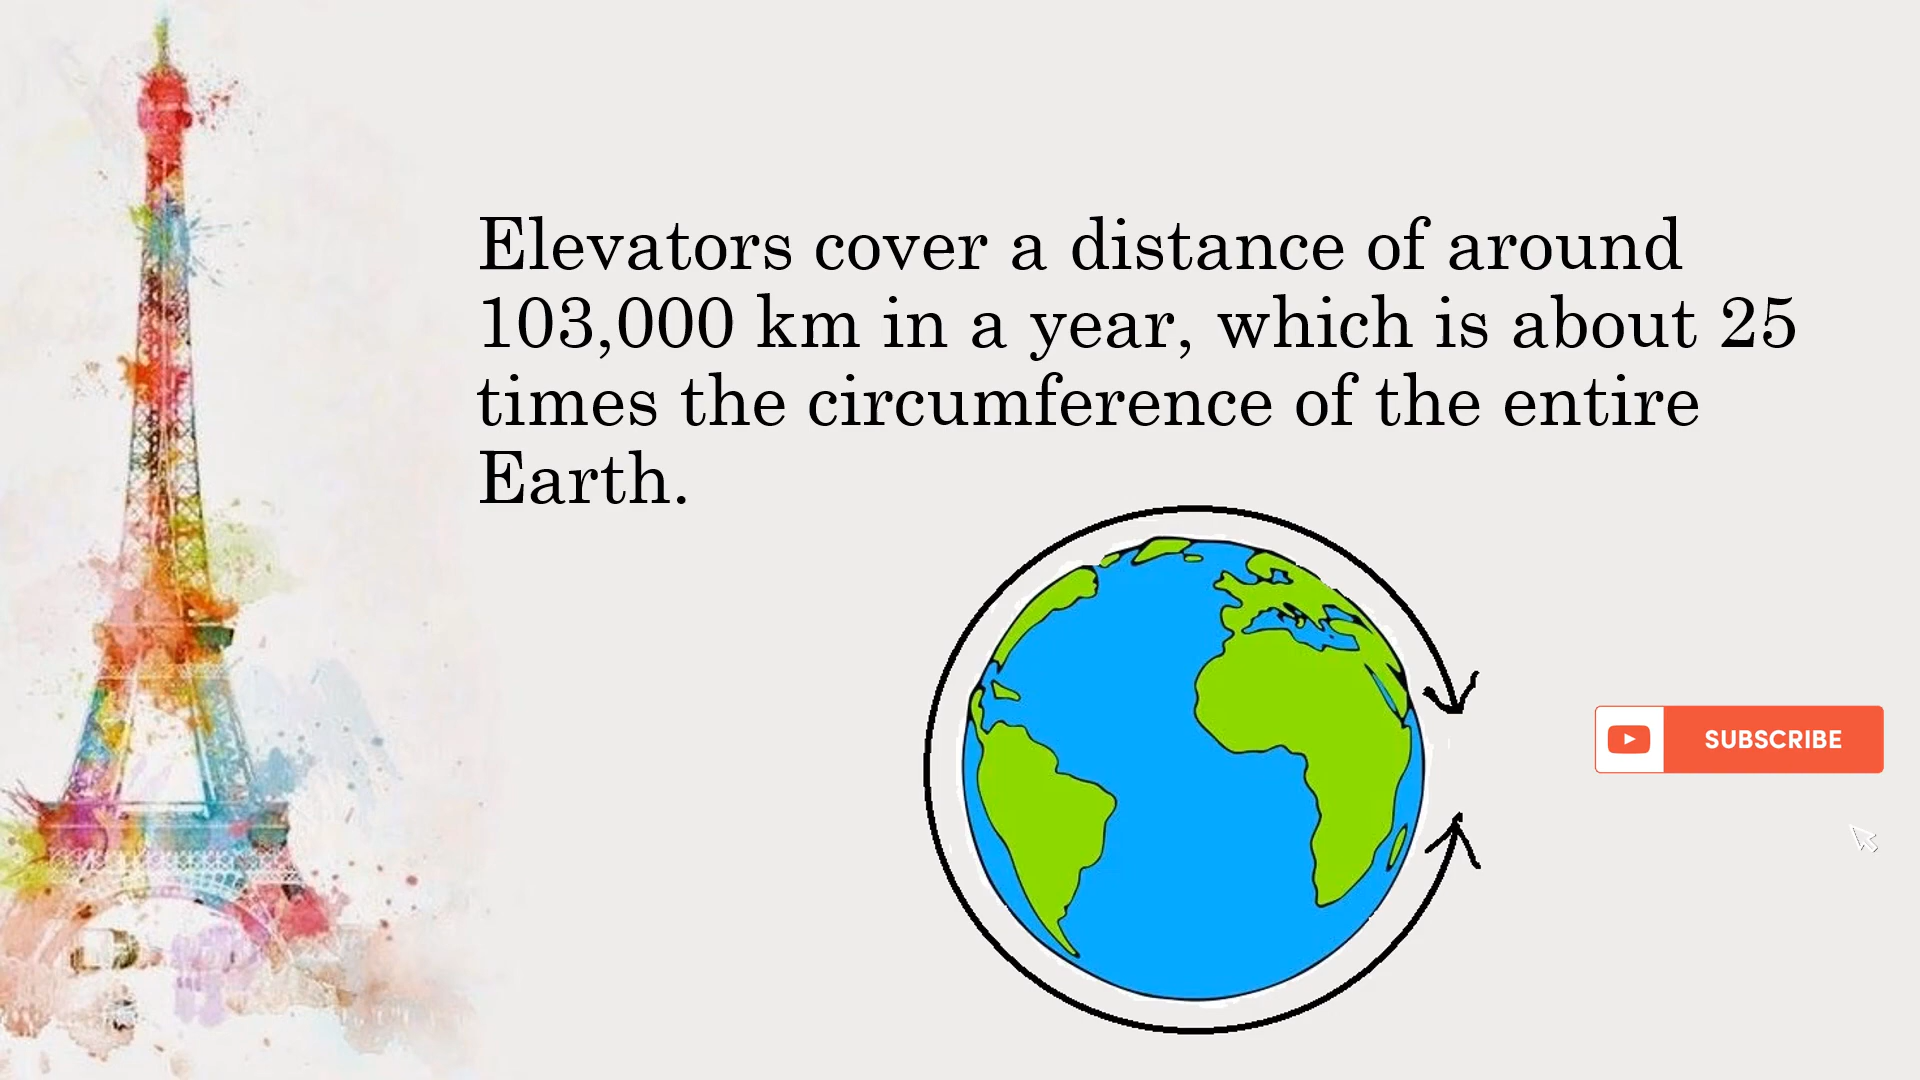 Elevators cover a distance of around
103,000 km in a year, which is about 25
times the circumference of the entire
Earth.
SUBSCRIBE